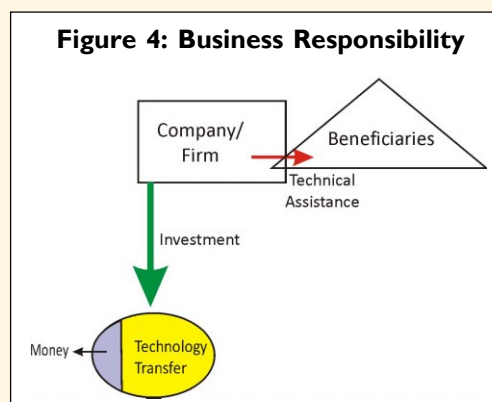 Figure 4: Business Responsibility
Company/
Firm
Beneficiaries
Technical
Assistance
Investment
Money
Technology
Transfer